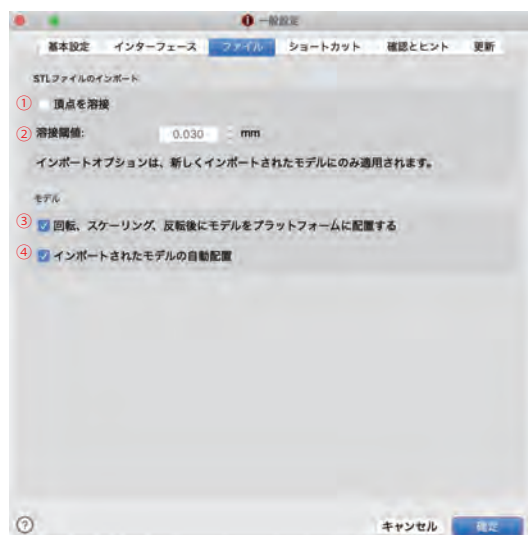 一般設定
基本設定 インターフェース ファイル ショートカット 確認とヒント 更新
STLファイルのインポート
① 頂点を溶接
② 溶接閾値: 0.030 mm
インポートオプションは、新しくインポートされたモデルにのみ適用されます。
モデル
③ 回転、スケーリング、反転後にモデルをプラットフォームに配置する
④ インポートされたモデルの自動配置
? キャンセル 確定